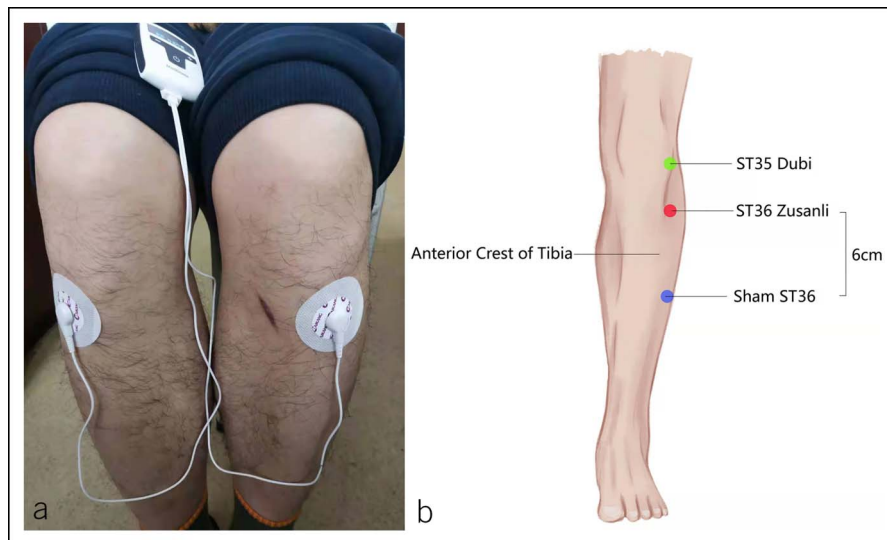 a
b
ST35 Dubi
ST36 Zusanli
Anterior Crest of Tibia
6cm
Sham ST36